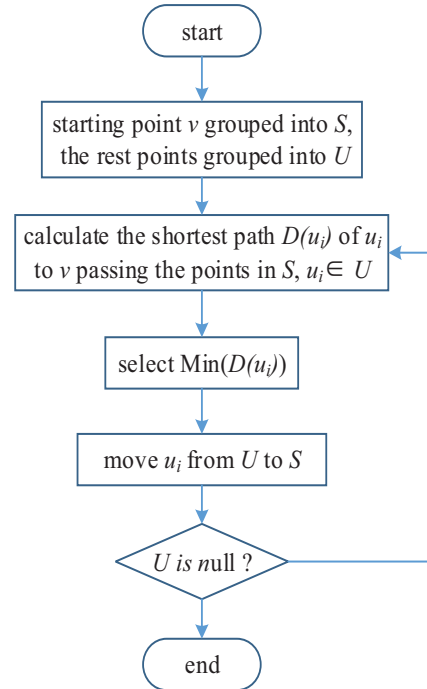 start
starting point v grouped into S,
the rest points grouped into U
calculate the shortest path D(uᵢ) of uᵢ
to v passing the points in S, uᵢ∈ U
select Min(D(uᵢ))
move uᵢ from U to S
U is null ?
end